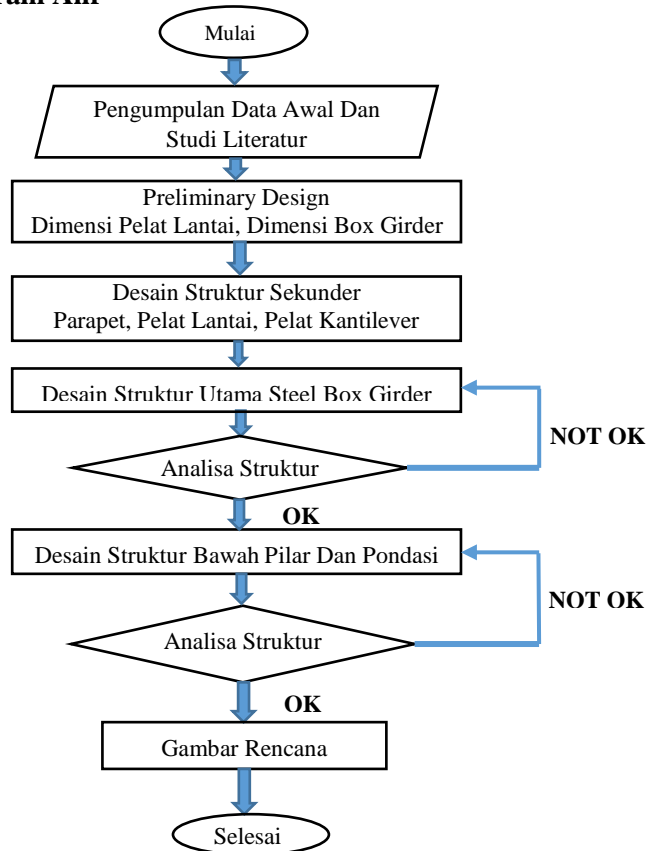 Mulai
Pengumpulan Data Awal Dan
Studi Literatur
Preliminary Design
Dimensi Pelat Lantai, Dimensi Box Girder
Desain Struktur Sekunder
Parapet, Pelat Lantai, Pelat Kantilever
Desain Struktur Utama Steel Box Girder
NOT OK
Analisa Struktur
OK
Desain Struktur Bawah Pilar Dan Pondasi
NOT OK
Analisa Struktur
OK
Gambar Rencana
Selesai